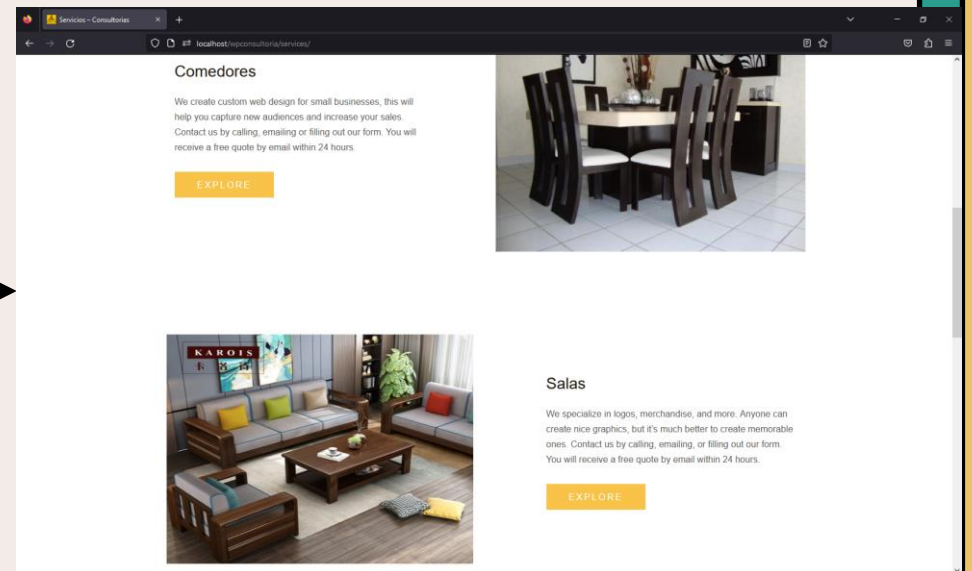 Servicios – Consultorias
localhost/wpconsultoria/services/
Comedores
We create custom web design for small businesses, this will
help you capture new audiences and increase your sales.
Contact us by calling, emailing or filling out our form. You will
receive a free quote by email within 24 hours
EXPLORE
KAROIS
Salas
We specialize in logos, merchandise, and more. Anyone can
create nice graphics, but it's much better to create memorable
ones. Contact us by calling, emailing, or filling out our form.
You will receive a free quote by email within 24 hours.
EXPLORE